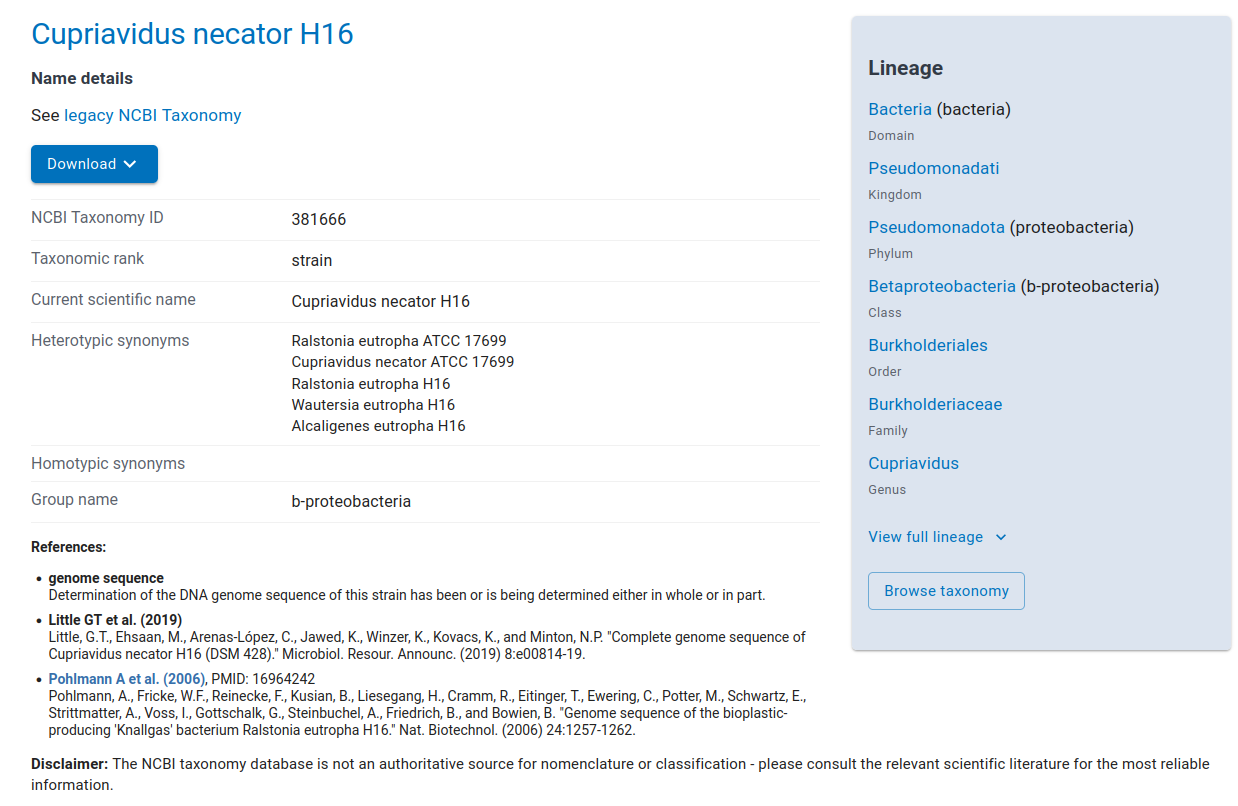 Cupriavidus necator H16
Name details
See legacy NCBI Taxonomy
Download
NCBI Taxonomy ID 381666
Taxonomic rank strain
Current scientific name Cupriavidus necator H16
Heterotypic synonyms Ralstonia eutropha ATCC 17699
Cupriavidus necator ATCC 17699
Ralstonia eutropha H16
Wautersia eutropha H16
Alcaligenes eutropha H16
Homotypic synonyms
Group name b-proteobacteria
References:
• genome sequence
Determination of the DNA genome sequence of this strain has been or is being determined either in whole or in part.
• Little GT et al. (2019)
Little, G.T., Ehsaan, M., Arenas-López, C., Jawed, K., Winzer, K., Kovacs, K., and Minton, N.P. "Complete genome sequence of
Cupriavidus necator H16 (DSM 428)." Microbiol. Resour. Announc. (2019) 8:e00814-19.
• Pohlmann A et al. (2006), PMID: 16964242
Pohlmann, A., Fricke, W.F., Reinecke, F., Kusian, B., Liesegang, H., Cramm, R., Eitinger, T., Ewering, C., Potter, M., Schwartz, E.,
Strittmatter, A., Voss, I., Gottschalk, G., Steinbuchel, A., Friedrich, B., and Bowien, B. "Genome sequence of the bioplastic-
producing 'Knallgas' bacterium Ralstonia eutropha H16." Nat. Biotechnol. (2006) 24:1257-1262.
Lineage
Bacteria (bacteria)
Domain
Pseudomonadati
Kingdom
Pseudomonadota (proteobacteria)
Phylum
Betaproteobacteria (b-proteobacteria)
Class
Burkholderiales
Order
Burkholderiaceae
Family
Cupriavidus
Genus
View full lineage
Browse taxonomy
Disclaimer: The NCBI taxonomy database is not an authoritative source for nomenclature or classification - please consult the relevant scientific literature for the most reliable
information.